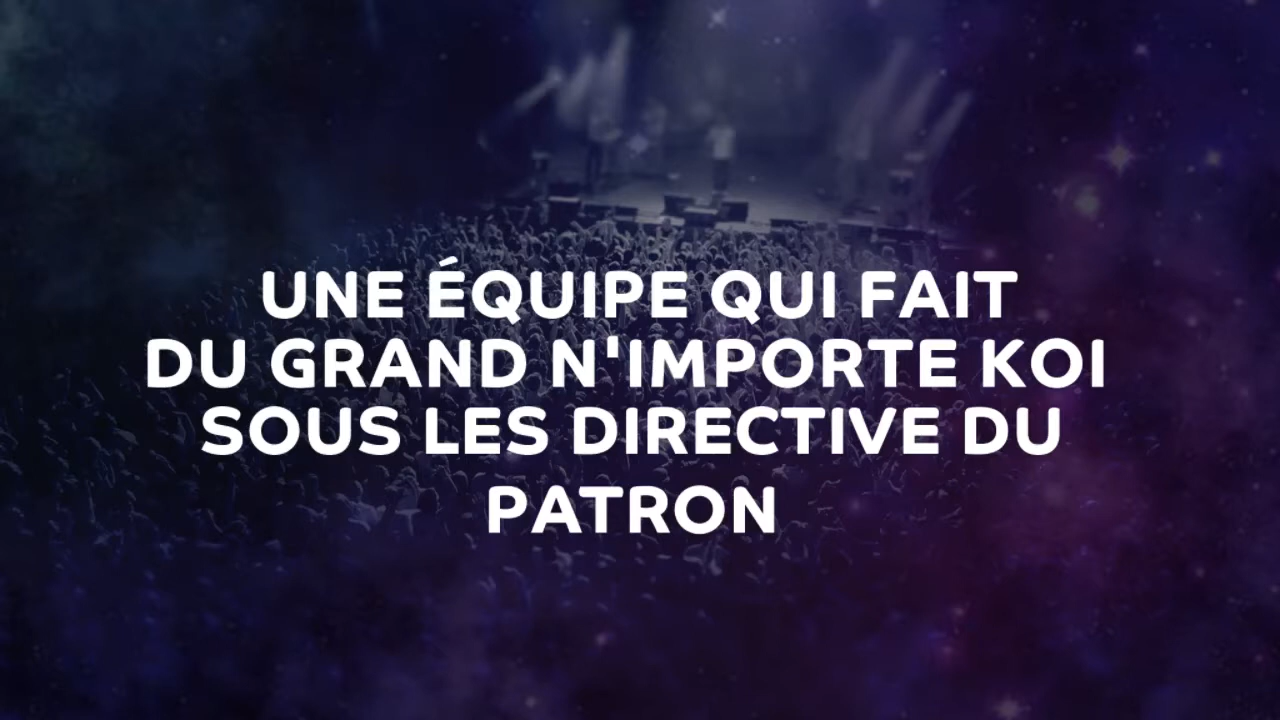 UNE ÉQUIPE QUI FAIT
DU GRAND N'IMPORTE KOI
SOUS LES DIRECTIVE DU
PATRON